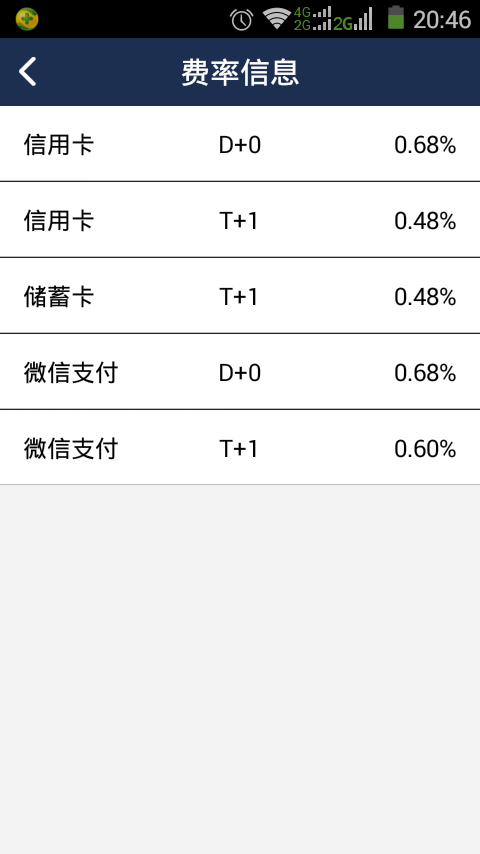 4G 2G 2G 20:46
费率信息
信用卡 D+0 0.68%
信用卡 T+1 0.48%
储蓄卡 T+1 0.48%
微信支付 D+0 0.68%
微信支付 T+1 0.60%